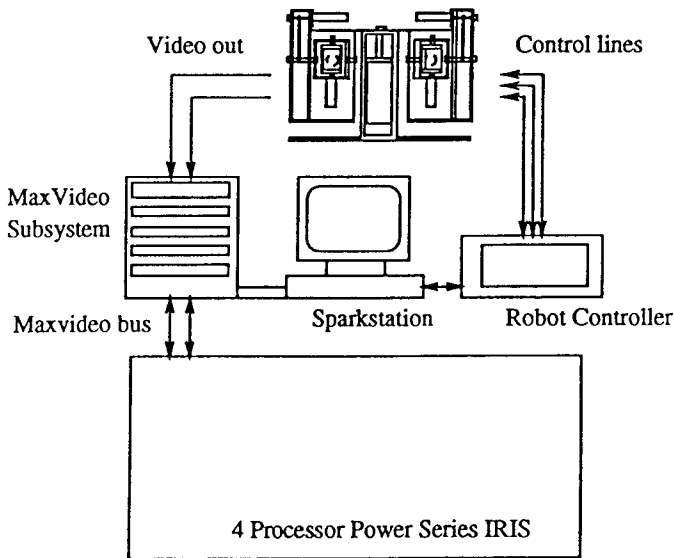 Video out
Control lines
MaxVideo
Subsystem
Maxvideo bus
Sparkstation
Robot Controller
4 Processor Power Series IRIS